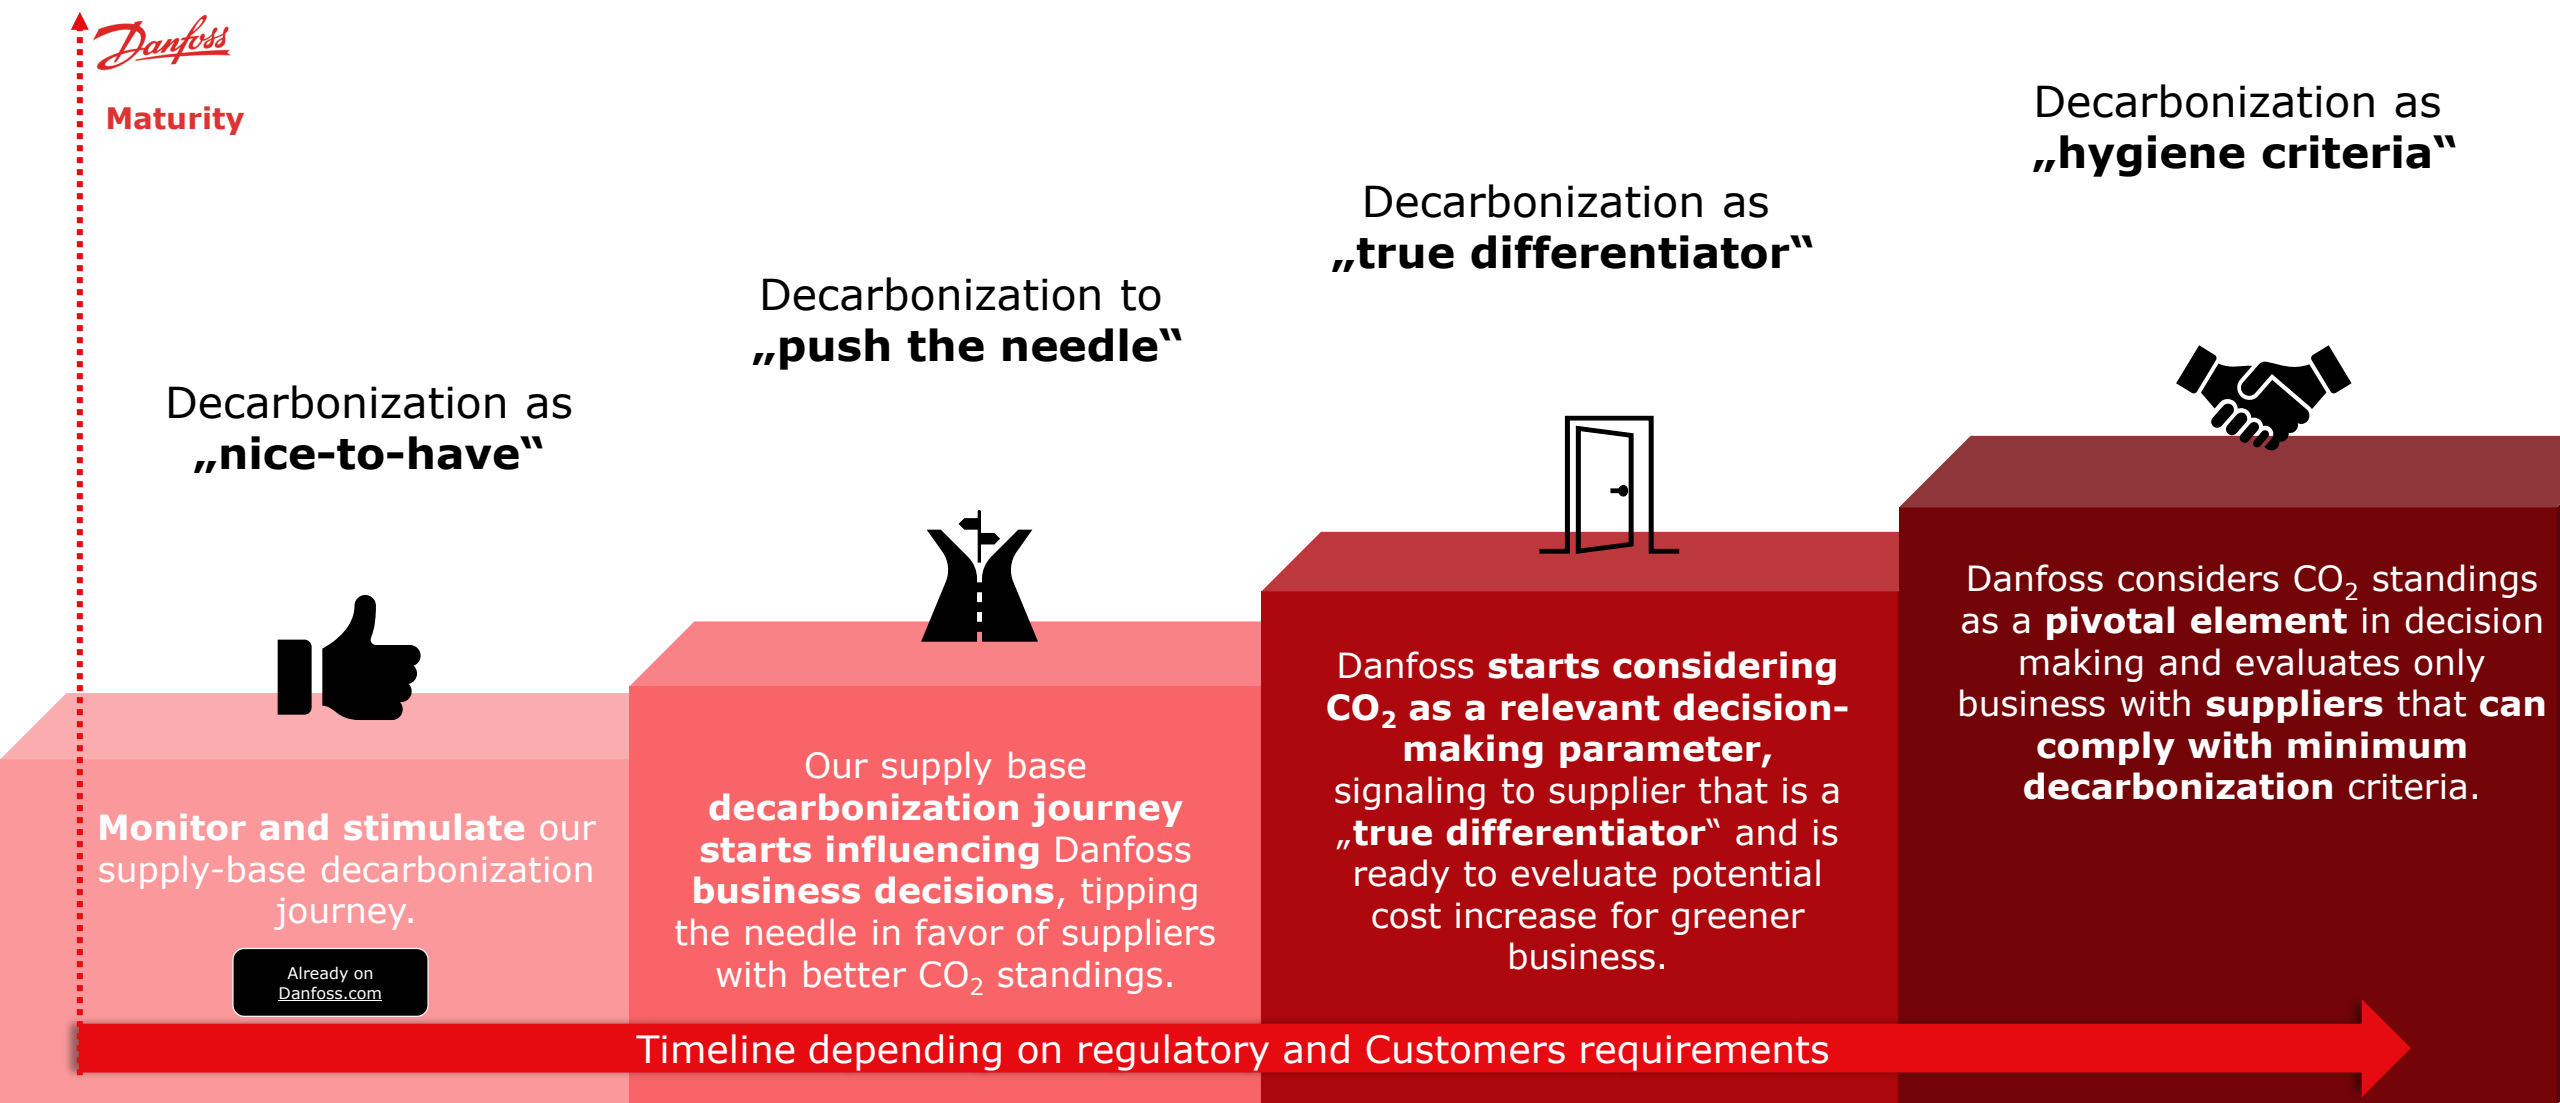 Danfoss
Maturity
Decarbonization as
„nice-to-have‟
Decarbonization to
„push the needle‟
Decarbonization as
„true differentiator‟
Decarbonization as
„hygiene criteria‟
Monitor and stimulate our
supply-base decarbonization
journey.
Already on
Danfoss.com
Our supply base
decarbonization journey
starts influencing Danfoss
business decisions, tipping
the needle in favor of suppliers
with better CO₂ standings.
Danfoss starts considering
CO₂ as a relevant decision-
making parameter,
signaling to supplier that is a
„true differentiator‟ and is
ready to eveluate potential
cost increase for greener
business.
Danfoss considers CO₂ standings
as a pivotal element in decision
making and evaluates only
business with suppliers that can
comply with minimum
decarbonization criteria.
Timeline depending on regulatory and Customers requirements